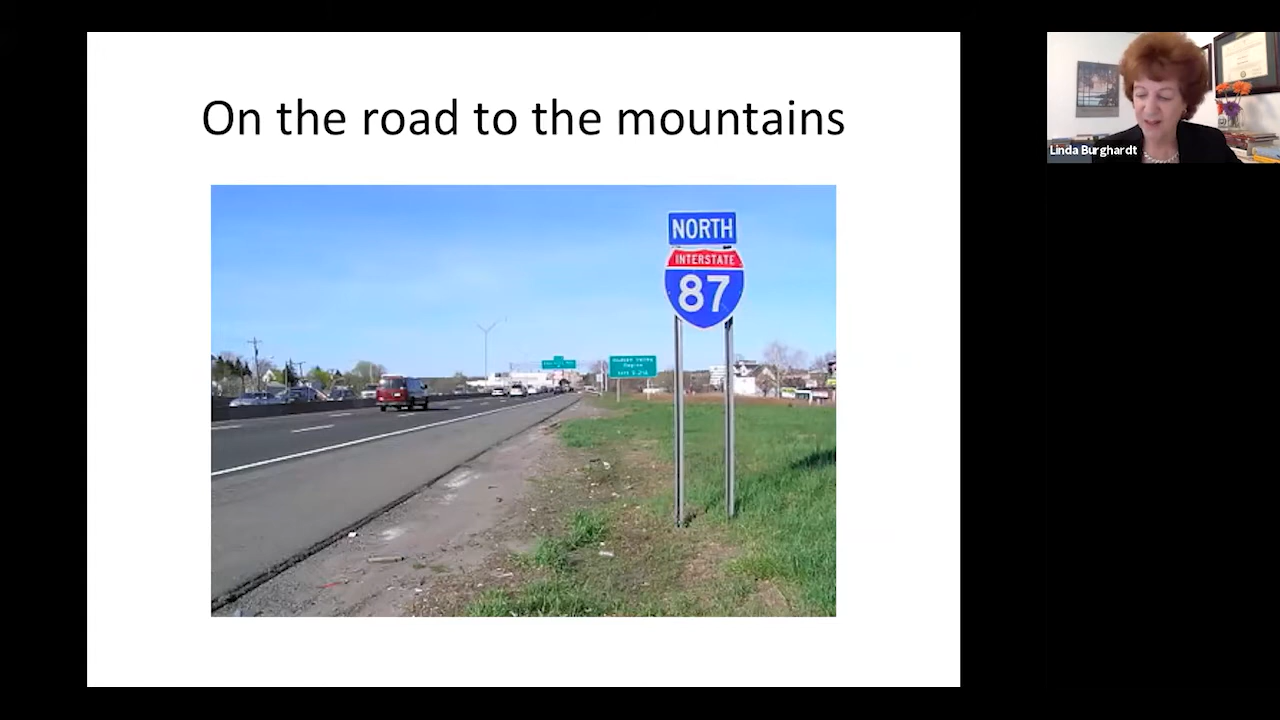 On the road to the mountains
NORTH
INTERSTATE
87
Linda Burghardt